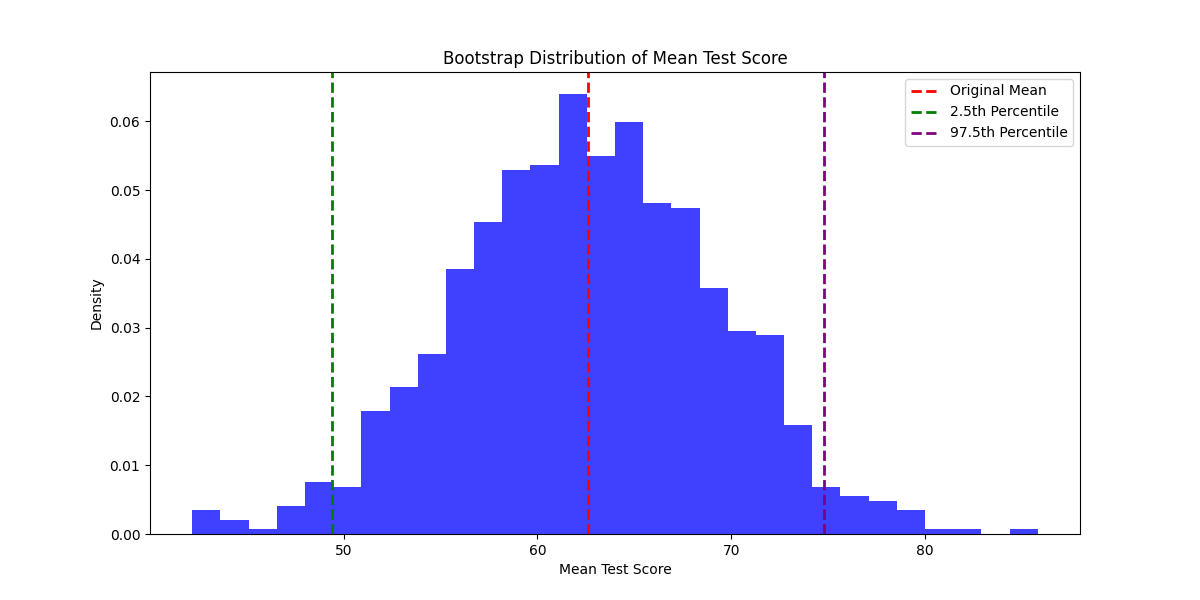 Bootstrap Distribution of Mean Test Score
Original Mean
2.5th Percentile
97.5th Percentile
Density
0.06
0.05
0.04
0.03
0.02
0.01
0.00
50 60 70 80
Mean Test Score